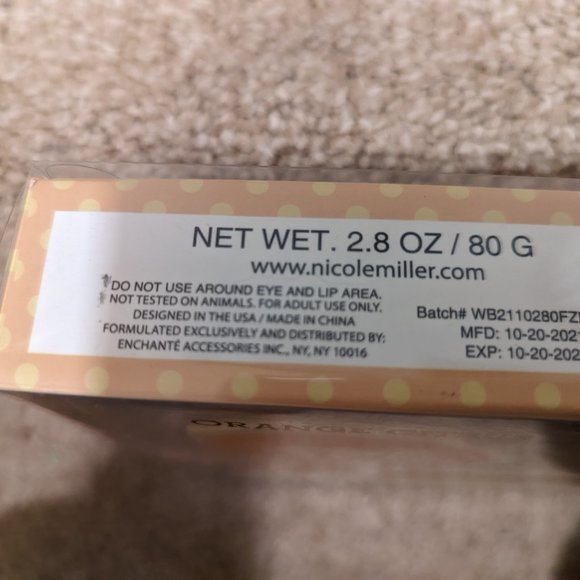 NET WET. 2.8 OZ / 80 G
www.nicolemiller.com
*DO NOT USE AROUND EYE AND LIP AREA.
* NOT TESTED ON ANIMALS. FOR ADULT USE ONLY.
DESIGNED IN THE USA / MADE IN CHINA
*FORMULATED EXCLUSIVELY AND DISTRIBUTED BY:
ENCHANTÉ ACCESSORIES INC., NY, NY 10016
Batch# WB2110280FZ
MFD: 10-20-2021
EXP: 10-20-202
ORANGE